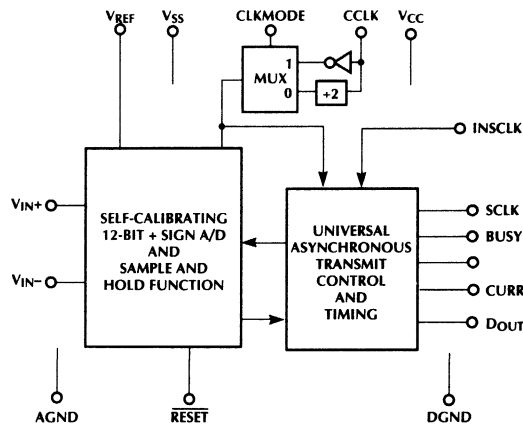 VREF
VSS
CLKMODE
CCLK
VCC
MUX
1
0
÷2
INSCLK
VIN+
VIN−
SELF-CALIBRATING
12-BIT + SIGN A/D
AND
SAMPLE AND
HOLD FUNCTION
UNIVERSAL
ASYNCHRONOUS
TRANSMIT
CONTROL
AND
TIMING
SCLK
BUSY
CURR
DOUT
AGND
RESET
DGND